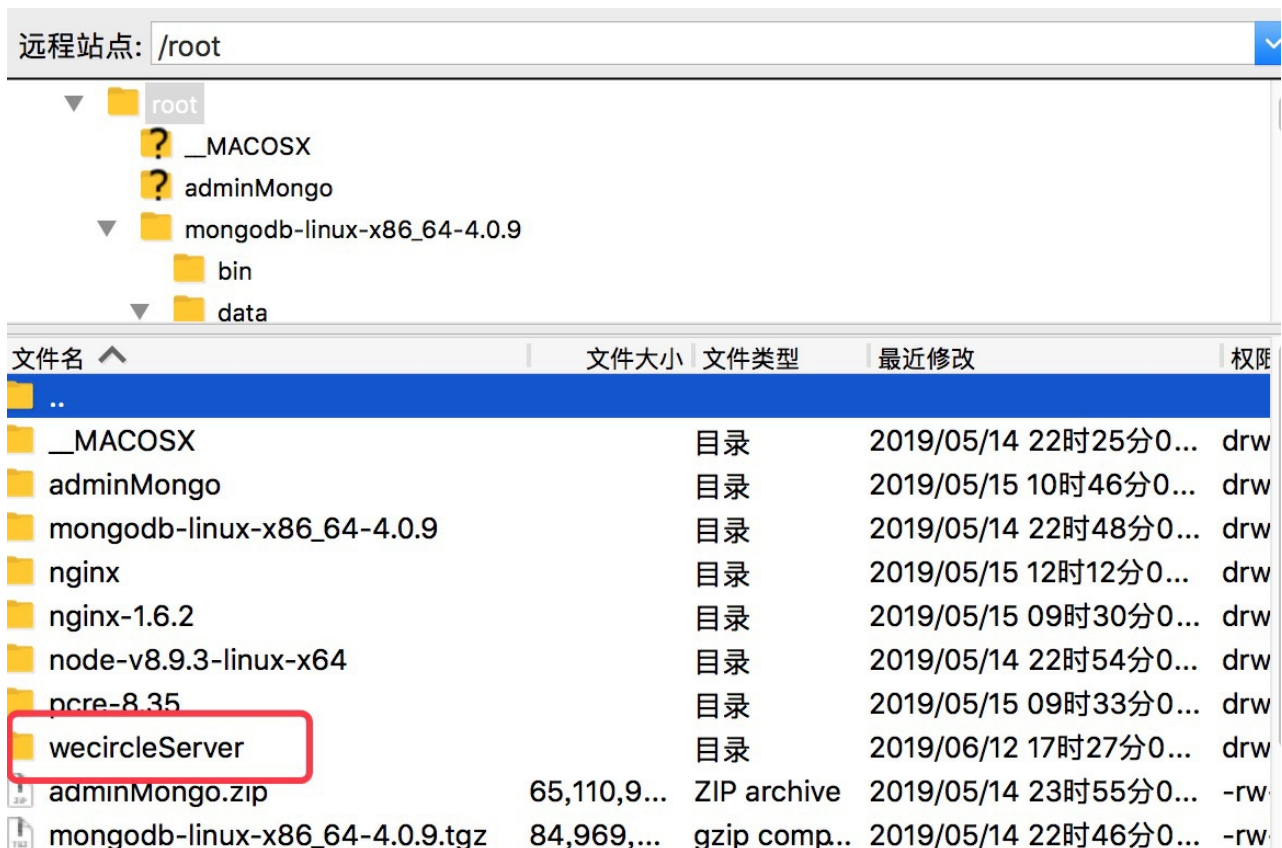 远程站点: /root
root
__MACOSX
adminMongo
mongodb-linux-x86_64-4.0.9
bin
data
文件名 文件大小 文件类型 最近修改 权限
..
__MACOSX 目录 2019/05/14 22时25分0... drw
adminMongo 目录 2019/05/15 10时46分0... drw
mongodb-linux-x86_64-4.0.9 目录 2019/05/14 22时48分0... drw
nginx 目录 2019/05/15 12时12分0... drw
nginx-1.6.2 目录 2019/05/15 09时30分0... drw
node-v8.9.3-linux-x64 目录 2019/05/14 22时54分0... drw
pcre-8.35 目录 2019/05/15 09时33分0... drw
wecircleServer 目录 2019/06/12 17时27分0... drw
adminMongo.zip 65,110,9... ZIP archive 2019/05/14 23时55分0... -rw
mongodb-linux-x86_64-4.0.9.tgz 84,969,... gzip comp... 2019/05/14 22时46分0... -rw